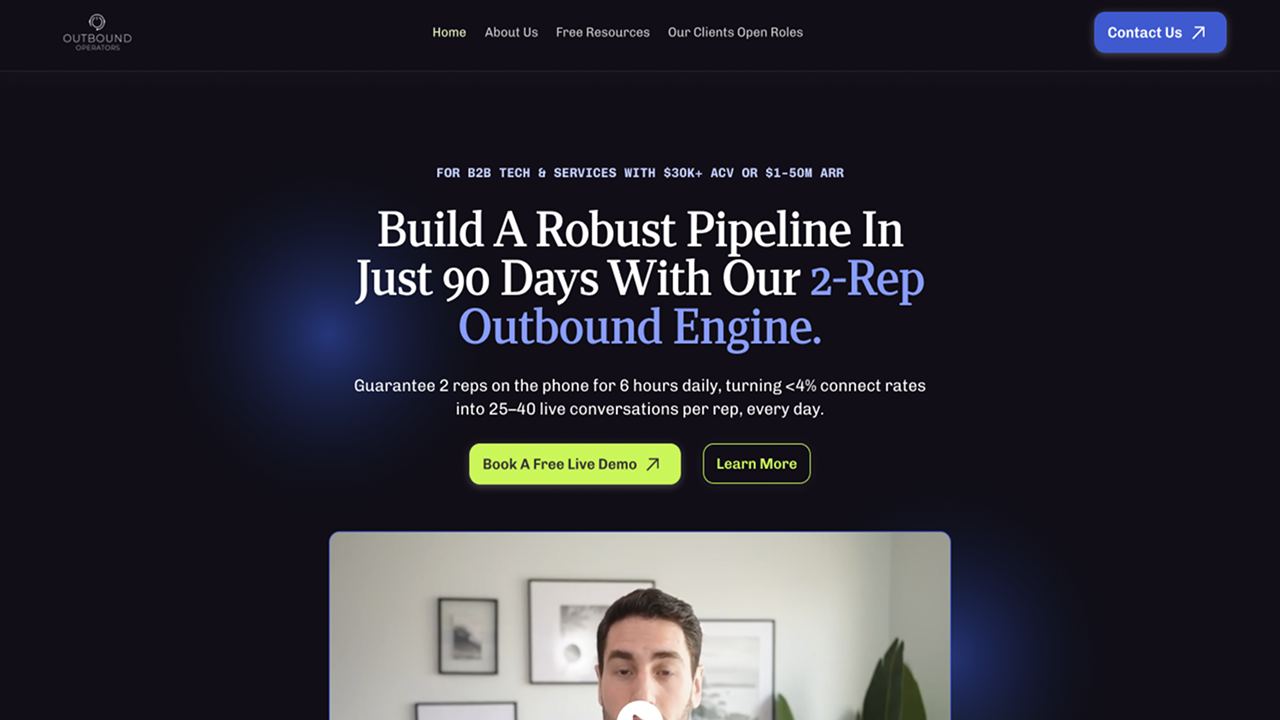 OUTBOUND
OPERATORS
Home
About Us
Free Resources
Our Clients Open Roles
Contact Us
FOR B2B TECH & SERVICES WITH $30K+ ACV OR $1-50M ARR
Build A Robust Pipeline In
Just 90 Days With Our 2-Rep
Outbound Engine.
Guarantee 2 reps on the phone for 6 hours daily, turning <4% connect rates
into 25–40 live conversations per rep, every day.
Book A Free Live Demo
Learn More